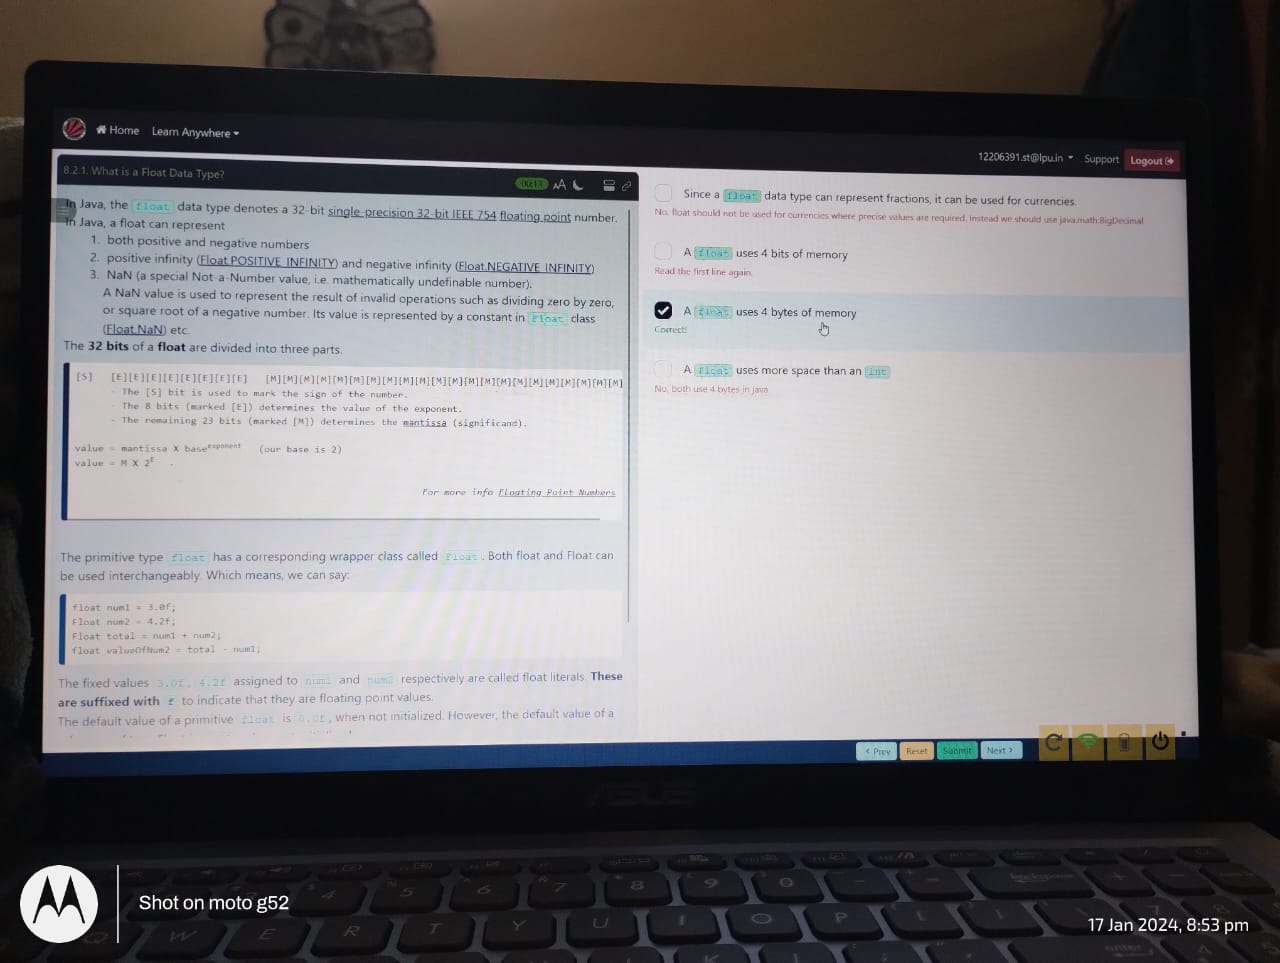 Home Learn Anywhere
12206391.st@lpu.in Support Logout
8.2.1. What is a Float Data Type?
00:13 AA
In Java, the float data type denotes a 32-bit single-precision 32-bit IEEE 754 floating point number.
In Java, a float can represent
1. both positive and negative numbers
2. positive infinity (Float.POSITIVE_INFINITY) and negative infinity (Float.NEGATIVE_INFINITY)
3. NaN (a special Not-a-Number value, i.e. mathematically undefinable number).
A NaN value is used to represent the result of invalid operations such as dividing zero by zero,
or square root of a negative number. Its value is represented by a constant in Float class
(Float.NaN) etc.
The 32 bits of a float are divided into three parts.
[S] [E][E][E][E][E][E][E][E] [M][M][M][M][M][M][M][M][M][M][M][M][M][M][M][M][M][M][M][M][M][M][M]
- The [S] bit is used to mark the sign of the number.
- The 8 bits (marked [E]) determines the value of the exponent.
- The remaining 23 bits (marked [M]) determines the mantissa (significand).
value = mantissa X base^exponent (our base is 2)
value = M X 2^E .
For more info Floating Point Numbers
The primitive type float has a corresponding wrapper class called Float. Both float and Float can
be used interchangeably. Which means, we can say:
float num1 = 3.0f;
Float num2 = 4.2f;
Float total = num1 + num2;
float valueOfNum2 = total - num1;
The fixed values 3.0f, 4.2f assigned to num1 and num2 respectively are called float literals. These
are suffixed with f to indicate that they are floating point values.
The default value of a primitive float is 0.0f, when not initialized. However, the default value of a
Since a float data type can represent fractions, it can be used for currencies.
No, float should not be used for currencies where precise values are required. Instead we should use java.math.BigDecimal
A float uses 4 bits of memory
Read the first line again.
A float uses 4 bytes of memory
Correct!
A float uses more space than an int
No, both use 4 bytes in java
< Prev Reset Submit Next >
ASUS
4 5 6 7 8 9 0
backspace
W E R T Y U I O P [ ]
K L
enter
Shot on moto g52
17 Jan 2024, 8:53 pm